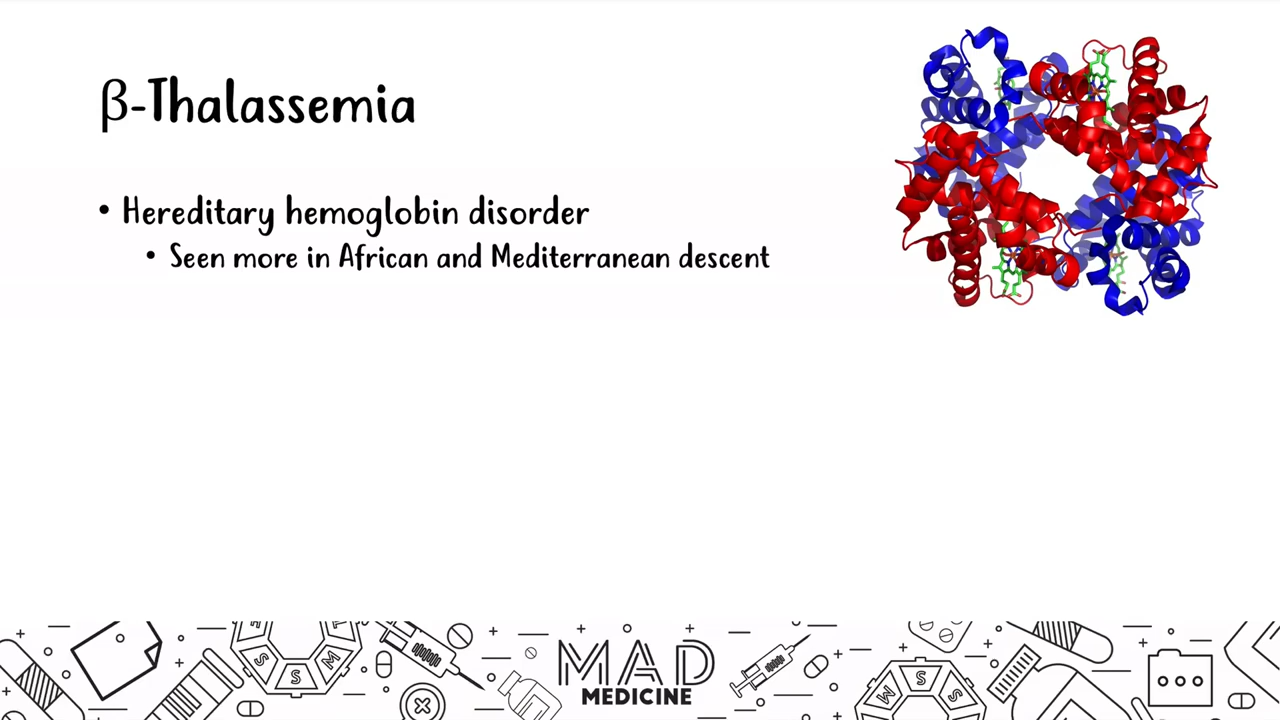 β-Thalassemia
• Hereditary hemoglobin disorder
• Seen more in African and Mediterranean descent
MAD
MEDICINE
S
S
M
M
S
S